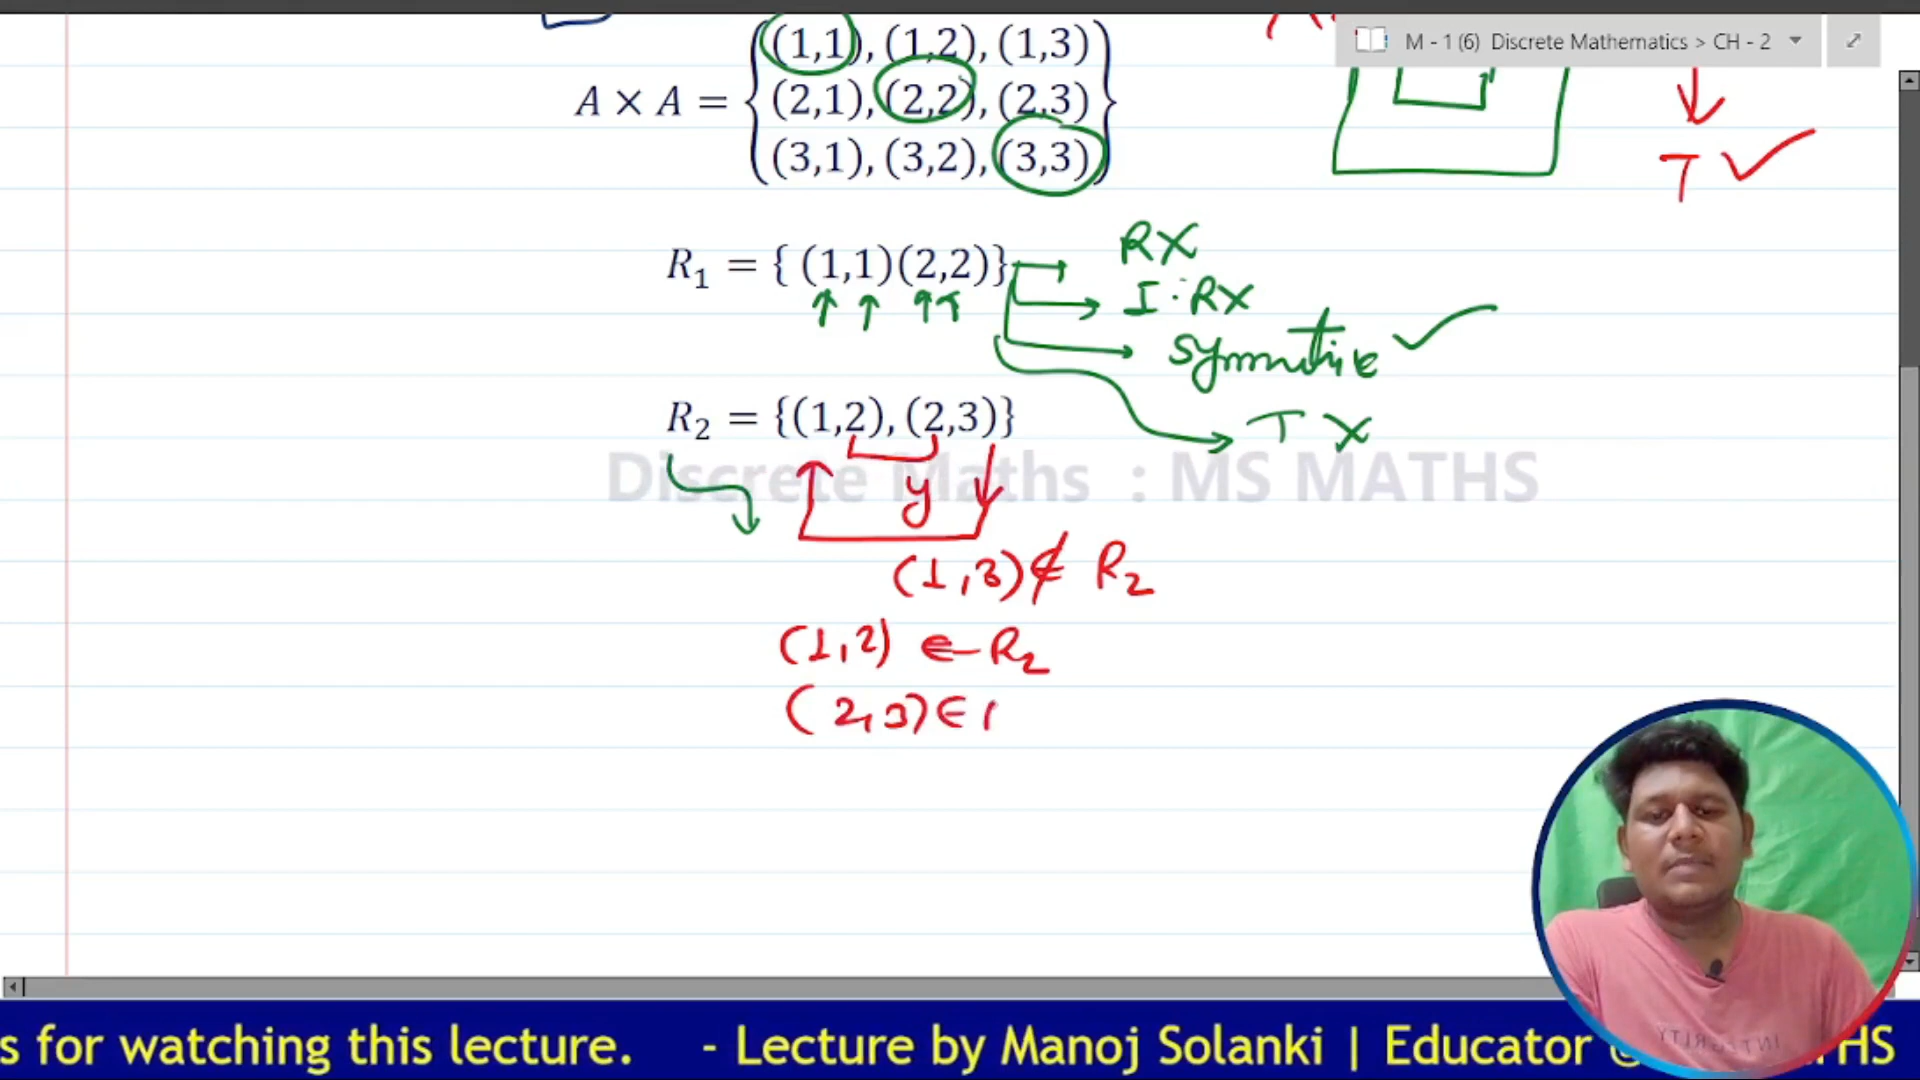 M - 1 (6) Discrete Mathematics > CH - 2
(1,1), (1,2), (1,3)
A × A = { (2,1), (2,2), (2,3) }
(3,1), (3,2), (3,3)
T ✓
R₁ = { (1,1)(2,2)}
RX
I·RX
symmetric ✓
T X
R₂ = {(1,2), (2,3)}
Discrete Maths : MS MATHS
y
(1,3) ∉ R₂
(1,2) ∈ R₂
(2,3) ∈
s for watching this lecture. - Lecture by Manoj Solanki | Educator @